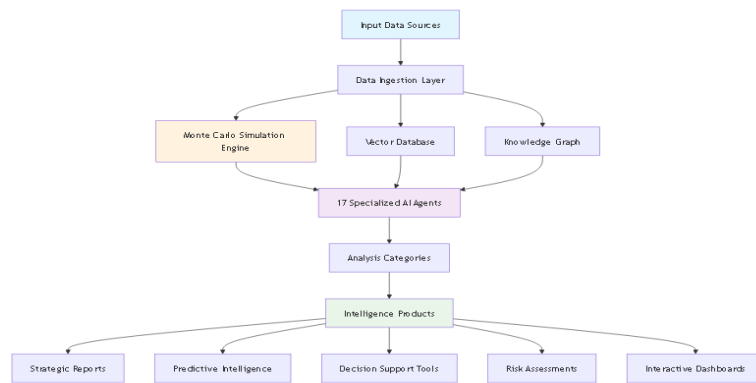 Input Data Sources
Data Ingestion Layer
Monte Carlo Simulation
Engine
Vector Database
Knowledge Graph
17 Specialized AI Agents
Analysis Categories
Intelligence Products
Strategic Reports
Predictive Intelligence
Decision Support Tools
Risk Assessments
Interactive Dashboards